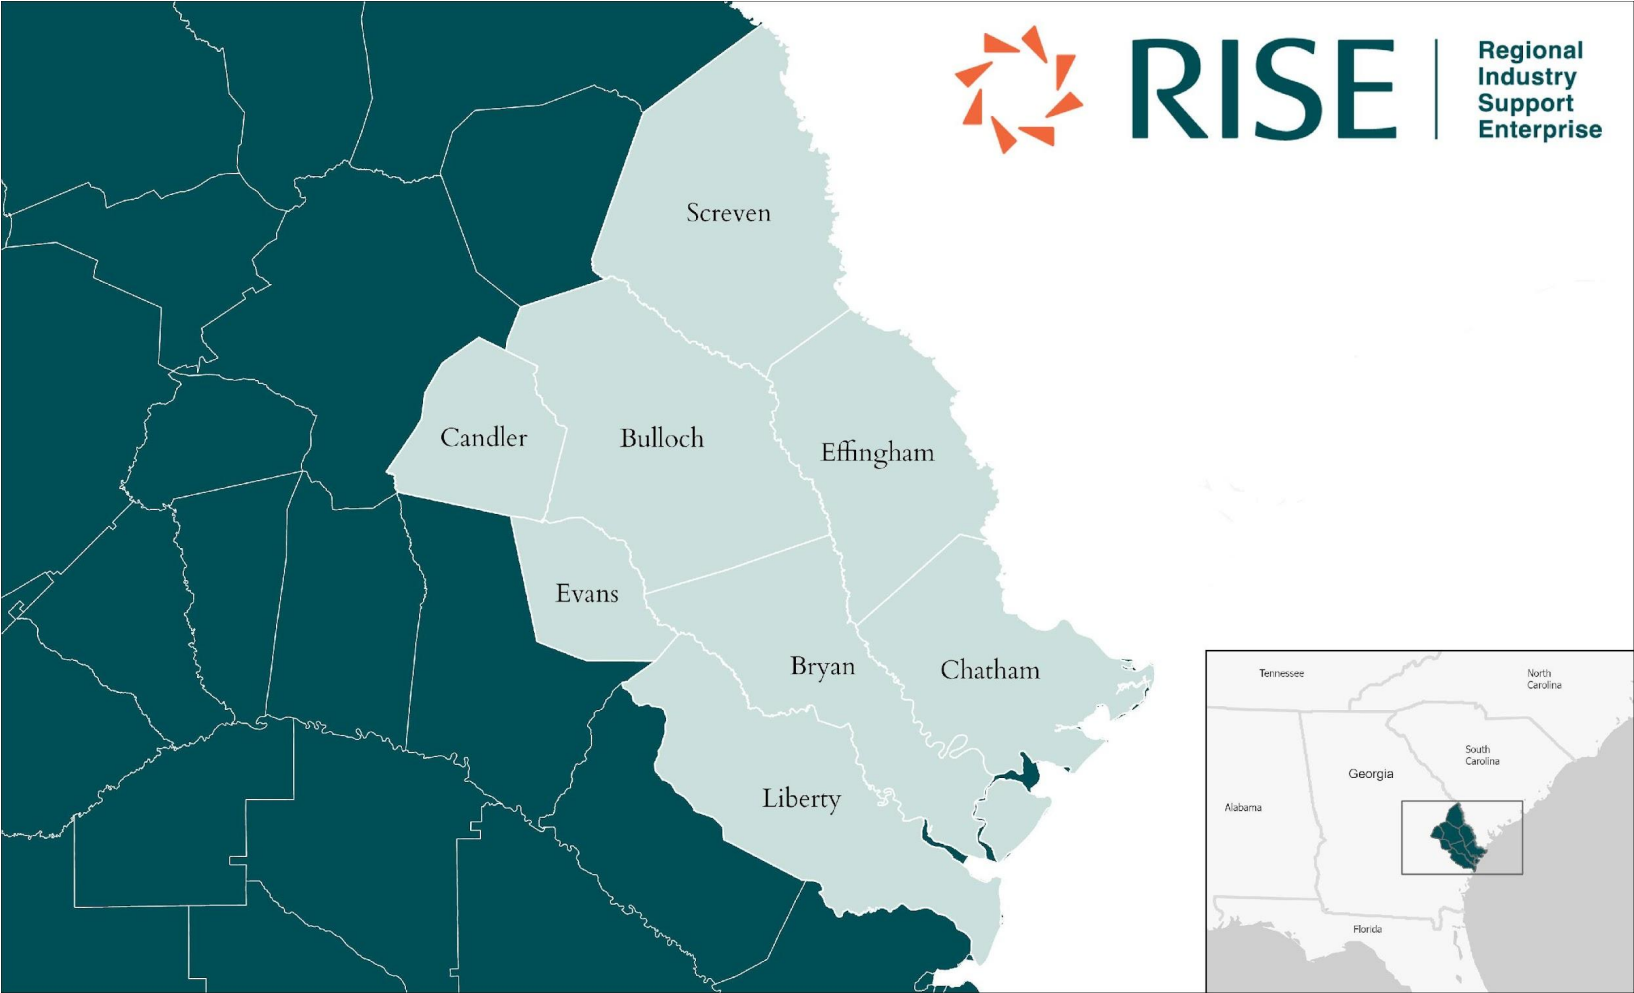 RISE
Regional
Industry
Support
Enterprise
Screven
Candler
Bulloch
Effingham
Evans
Bryan
Chatham
Liberty
Tennessee
North
Carolina
South
Carolina
Georgia
Alabama
Florida